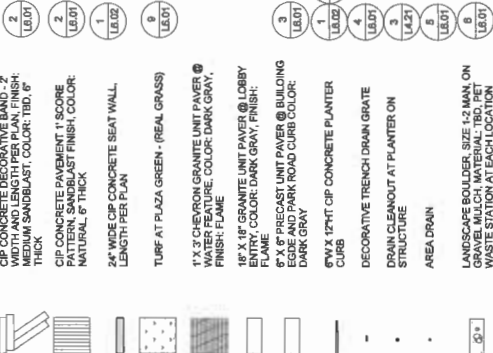 CIP CONCRETE DECORATIVE BAND - 2'
WIDTH AND LENGTH PER PLAN, FINISH:
MEDIUM SANDBLAST, COLOR: TBD, 6"
THICK
2
L6.01
CIP CONCRETE PAVEMENT 1' SCORE
PATTERN, SANDBLAST FINISH, COLOR:
NATURAL, 6" THICK
2
L6.01
24" WIDE CIP CONCRETE SEAT WALL,
LENGTH PER PLAN
1
L6.02
TURF AT PLAZA GREEN - (REAL GRASS)
9
L6.01
1' X 3' CHEVRON GRANITE UNIT PAVER @
WATER FEATURE, COLOR: DARK GRAY,
FINISH: FLAME
18" X 18" GRANITE UNIT PAVER @ LOBBY
ENTRY, COLOR: DARK GRAY, FINISH:
FLAME
6" X 6" PRECAST UNIT PAVER @ BUILDING
EGDE AND PARK ROAD CURB COLOR:
DARK GRAY
3
L6.01
6"W X 12"HT CIP CONCRETE PLANTER
CURB
1
L6.02
DECORATIVE TRENCH DRAIN GRATE
4
L6.01
DRAIN CLEANOUT AT PLANTER ON
STRUCTURE
3
L4.21
AREA DRAIN
5
L6.01
LANDSCAPE BOULDER, SIZE 1-2 MAN, ON
GRAVEL MULCH, MATERIAL: TBD, PET
WASTE STATION AT EACH LOCATION
L6.01